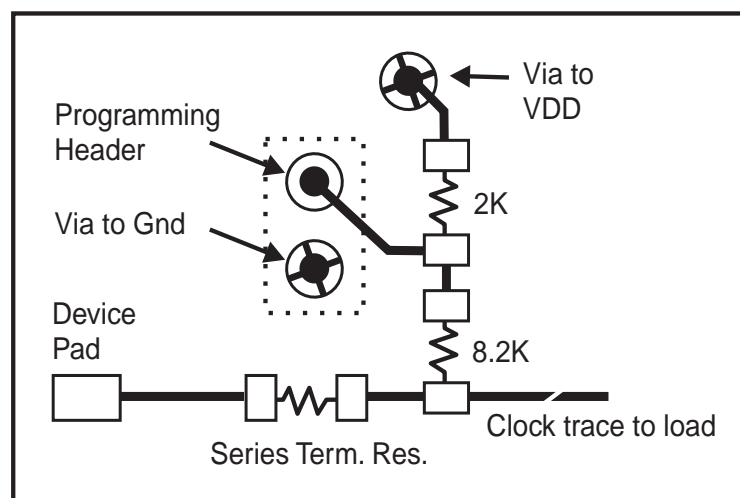 Via to
VDD
Programming
Header
2K
Via to Gnd
Device
Pad
8.2K
Clock trace to load
Series Term. Res.